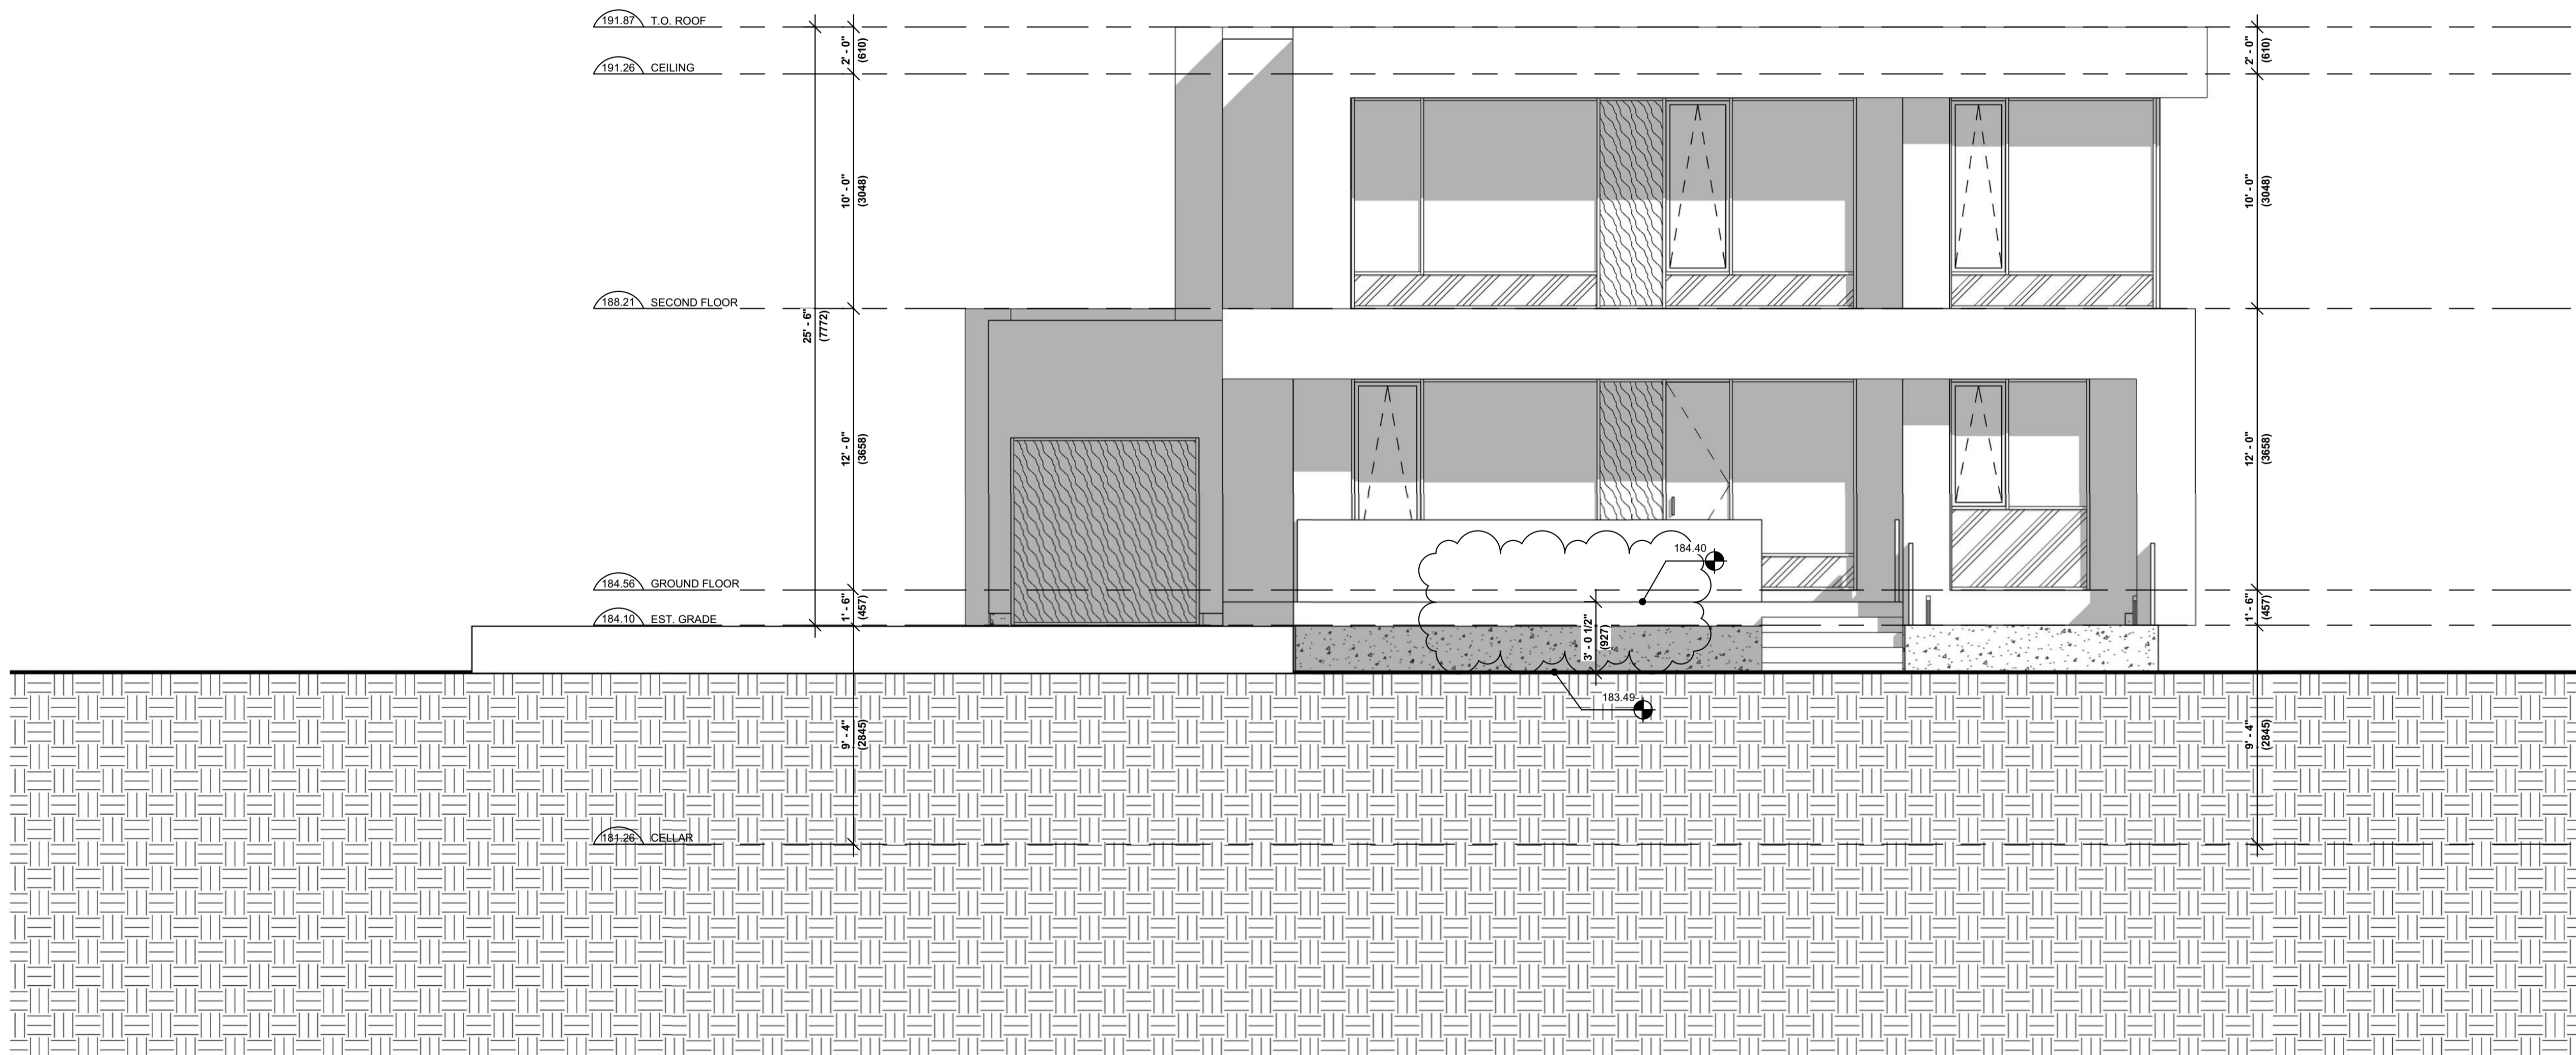 191.87 T.O. ROOF
2' - 0"
(610)
2' - 0"
(610)
191.26 CEILING
10' - 0"
(3048)
10' - 0"
(3048)
188.21 SECOND FLOOR
25' - 6"
(7772)
12' - 0"
(3658)
12' - 0"
(3658)
184.40
184.56 GROUND FLOOR
1' - 6"
(457)
1' - 6"
(457)
184.10 EST. GRADE
3' - 0 1/2"
(927)
183.49
9' - 4"
(2845)
9' - 4"
(2845)
181.26 CELLAR